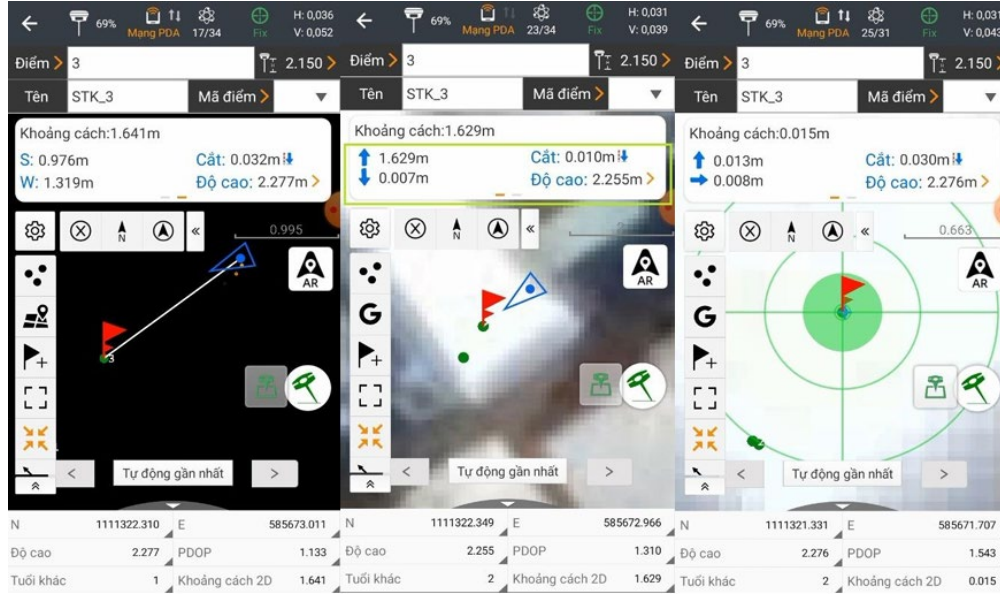 69% Mạng PDA 17/34 Fix H: 0,036 V: 0,052
Điểm 3 2.150
Tên STK_3 Mã điểm
Khoảng cách:1.641m
S: 0.976m Cắt: 0.032m
W: 1.319m Độ cao: 2.277m
N
0.995
AR
3
Tự động gần nhất
N 1111322.310 E 585673.011
Độ cao 2.277 PDOP 1.133
Tuổi khác 1 Khoảng cách 2D 1.641
69% Mạng PDA 23/34 Fix H: 0,031 V: 0,039
Điểm 3 2.150
Tên STK_3 Mã điểm
Khoảng cách:1.629m
1.629m Cắt: 0.010m
0.007m Độ cao: 2.255m
N
AR
G
Tự động gần nhất
N 1111322.349 E 585672.966
Độ cao 2.255 PDOP 1.310
Tuổi khác 2 Khoảng cách 2D 1.629
69% Mạng PDA 25/31 Fix H: 0,031 V: 0,043
Điểm 3 2.150
Tên STK_3 Mã điểm
Khoảng cách:0.015m
0.013m Cắt: 0.030m
0.008m Độ cao: 2.276m
N
0.663
AR
G
Tự động gần nhất
N 1111321.331 E 585671.707
Độ cao 2.276 PDOP 1.543
Tuổi khác 2 Khoảng cách 2D 0.015